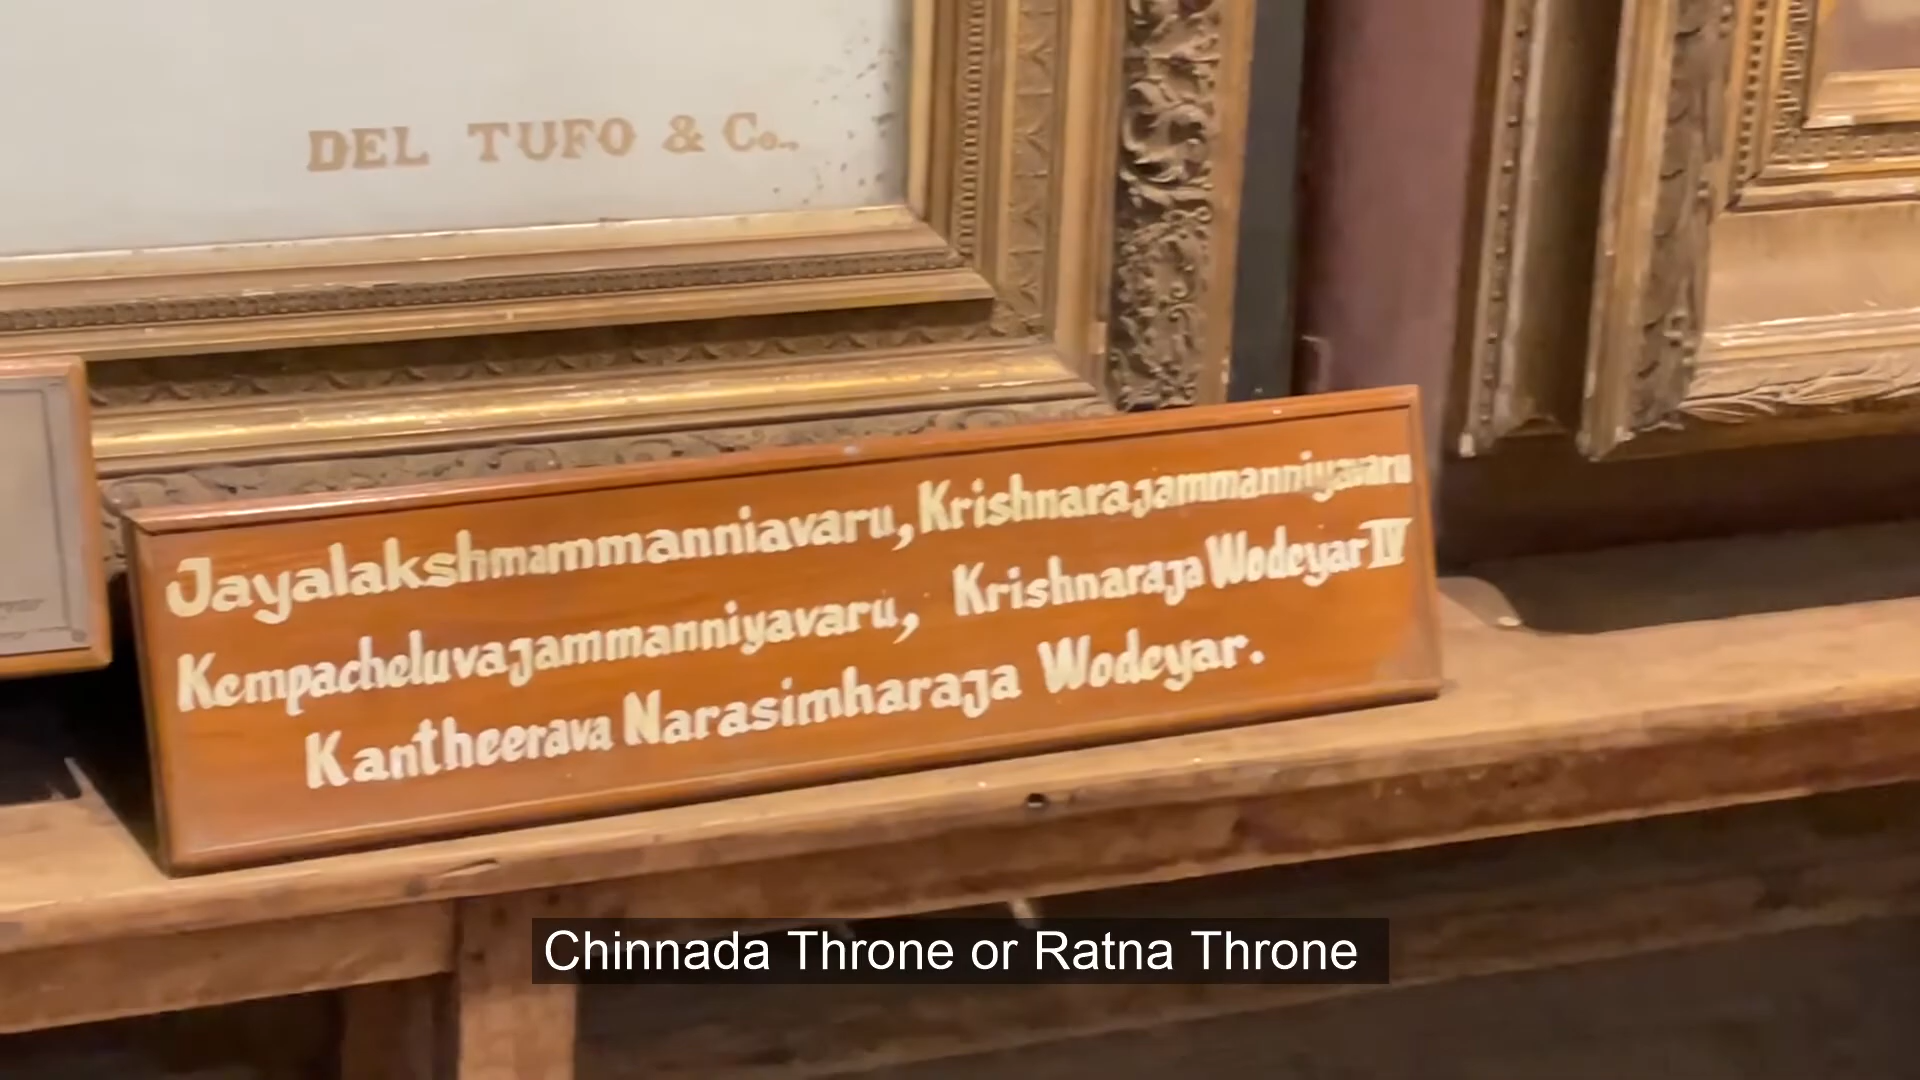 DEL TUFO & Co.,
Jayalakshmammanniavaru, Krishnarajammanniyavaru
Kempacheluvajammanniyavaru, Krishnaraja Wodeyar IV
Kantheerava Narasimharaja Wodeyar.
Chinnada Throne or Ratna Throne